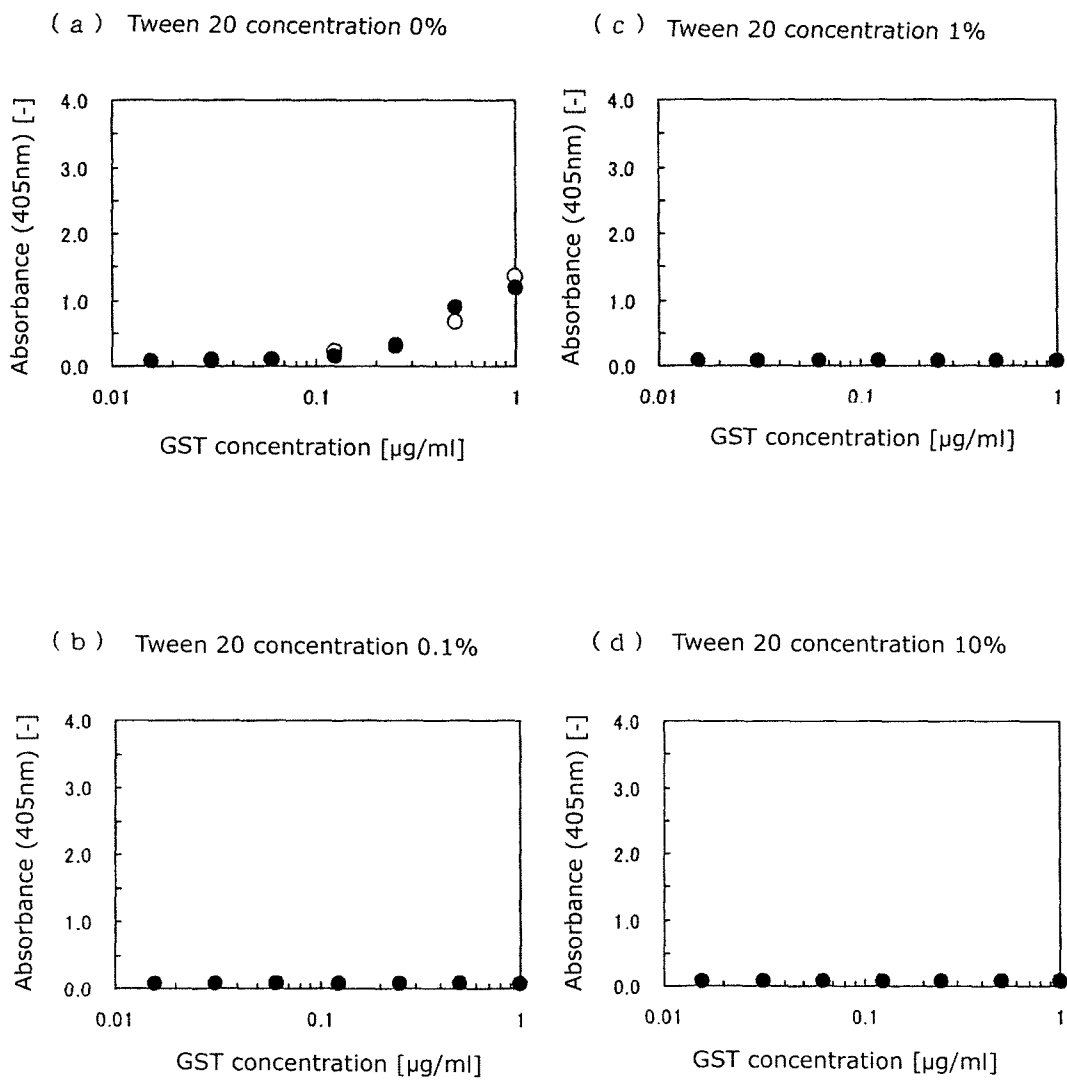 (a) Tween 20 concentration 0%
Absorbance (405nm) [-]
4.0
3.0
2.0
1.0
0.0
0.01 0.1 1
GST concentration [µg/ml]
(c) Tween 20 concentration 1%
Absorbance (405nm) [-]
4.0
3.0
2.0
1.0
0.0
0.01 0.1 1
GST concentration [µg/ml]
(b) Tween 20 concentration 0.1%
Absorbance (405nm) [-]
4.0
3.0
2.0
1.0
0.0
0.01 0.1 1
GST concentration [µg/ml]
(d) Tween 20 concentration 10%
Absorbance (405nm) [-]
4.0
3.0
2.0
1.0
0.0
0.01 0.1 1
GST concentration [µg/ml]